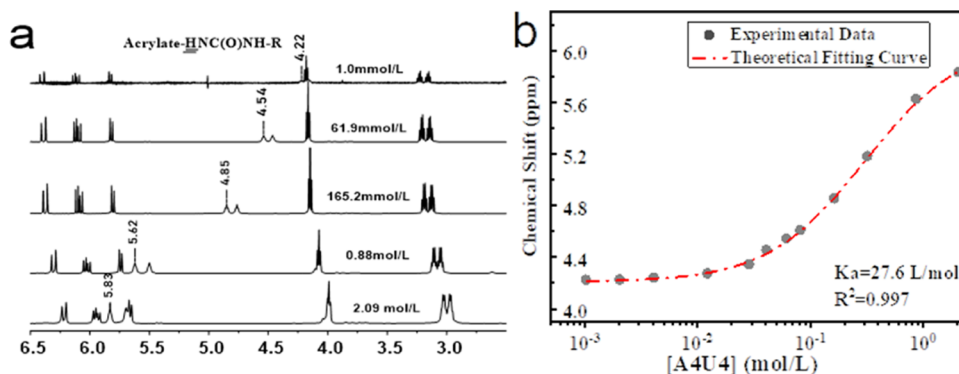 a
Acrylate-HNC(O)NH-R
4.22
1.0mmol/L
4.54
61.9mmol/L
4.85
165.2mmol/L
5.62
0.88mmol/L
5.83
2.09 mol/L
6.5 6.0 5.5 5.0 4.5 4.0 3.5 3.0
b
Experimental Data
Theoretical Fitting Curve
Chemical Shift (ppm)
6.0
5.6
5.2
4.8
4.4
4.0
Ka=27.6 L/mol
R²=0.997
10⁻³ 10⁻² 10⁻¹ 10⁰
[A4U4] (mol/L)